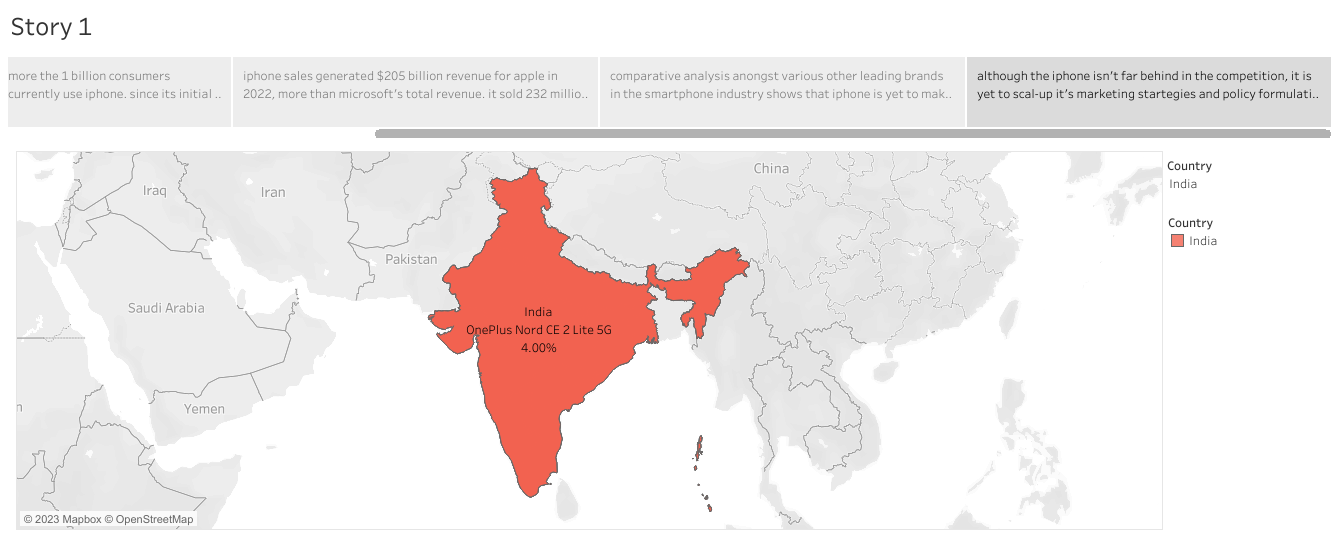 Story 1
more the 1 billion consumers
currently use iphone. since its initial ..
iphone sales generated $205 billion revenue for apple in
2022, more than microsoft's total revenue. it sold 232 millio..
comparative analysis amongst various other leading brands
in the smartphone industry shows that iphone is yet to mak..
although the iphone isn't far behind in the competition, it is
yet to scal-up it's marketing startegies and policy formulati..
China
Iraq
Iran
Pakistan
Saudi Arabia
India
OnePlus Nord CE 2 Lite 5G
4.00%
Yemen
n
© 2023 Mapbox © OpenStreetMap
Country
India
Country
India